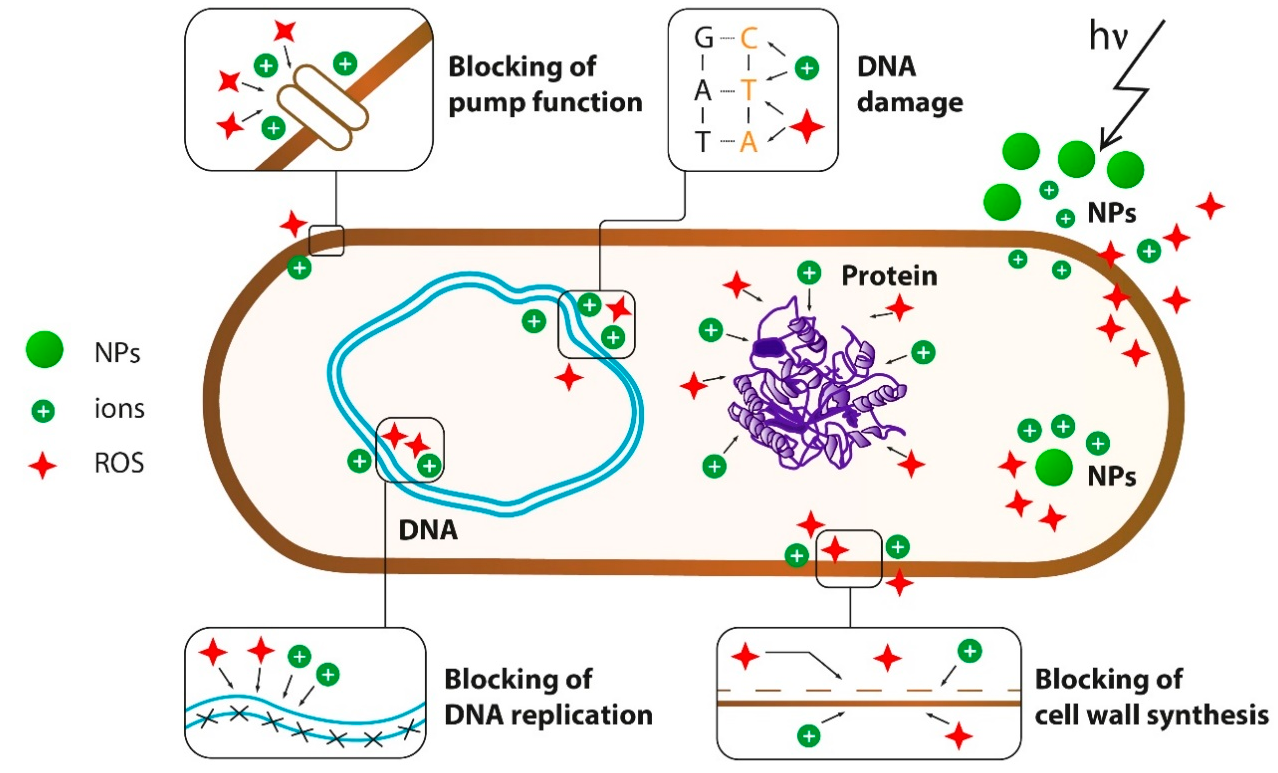 Blocking of
pump function
G C
A T
T A
DNA
damage
hν
NPs
Protein
NPs
ions
ROS
NPs
DNA
Blocking of
DNA replication
Blocking of
cell wall synthesis